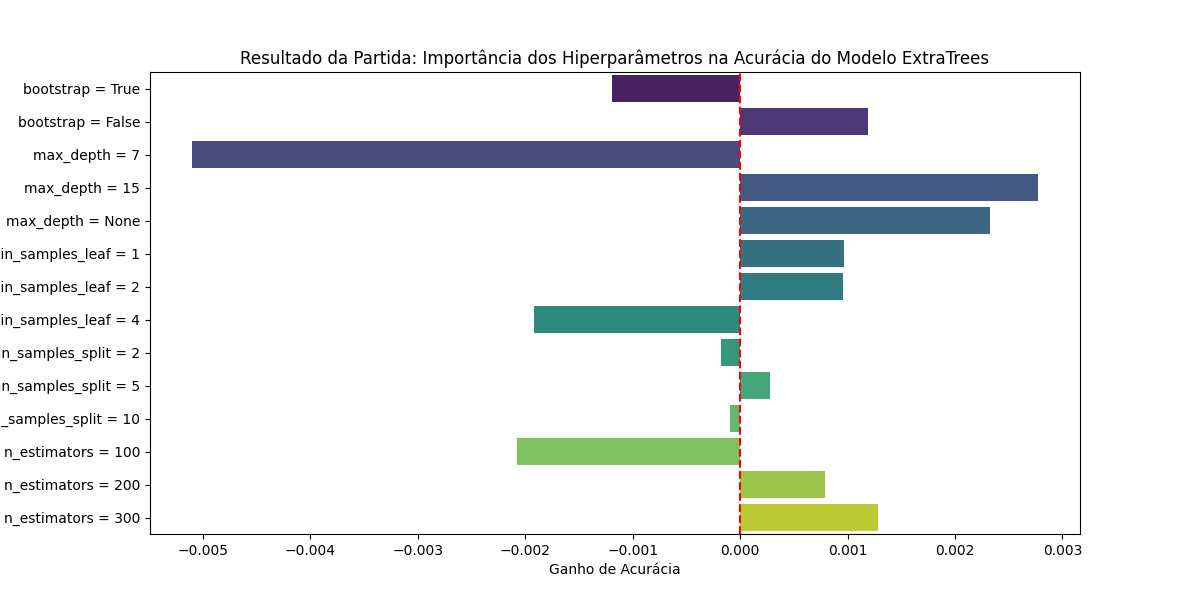 Resultado da Partida: Importância dos Hiperparâmetros na Acurácia do Modelo ExtraTrees
bootstrap = True
bootstrap = False
max_depth = 7
max_depth = 15
max_depth = None
in_samples_leaf = 1
in_samples_leaf = 2
in_samples_leaf = 4
n_samples_split = 2
n_samples_split = 5
_samples_split = 10
n_estimators = 100
n_estimators = 200
n_estimators = 300
−0.005 −0.004 −0.003 −0.002 −0.001 0.000 0.001 0.002 0.003
Ganho de Acurácia